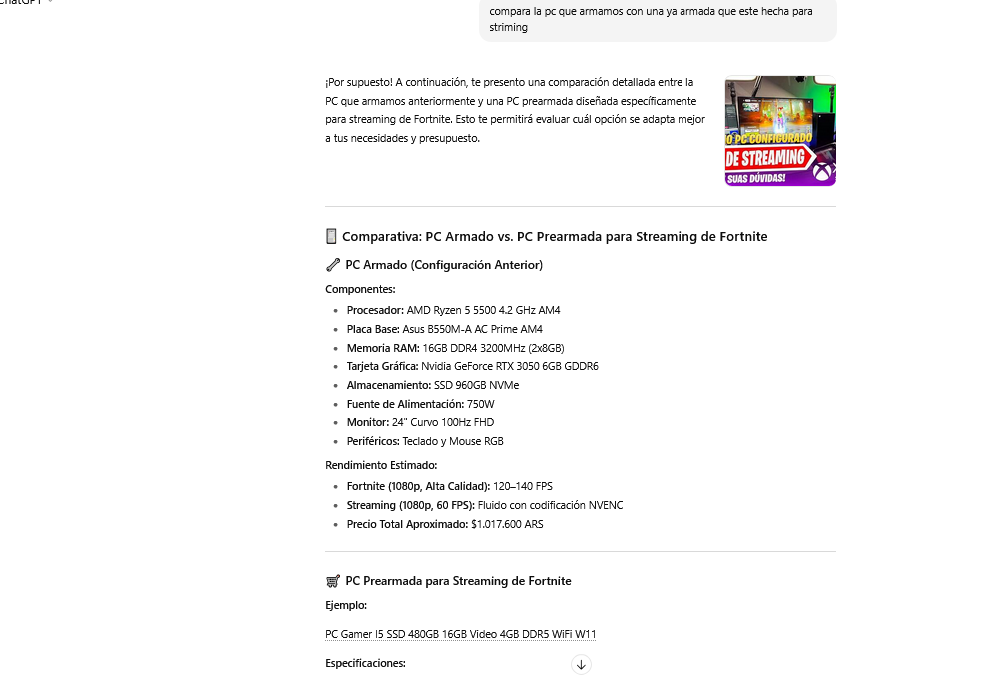 ChatGPT
compara la pc que armamos con una ya armada que este hecha para
striming
¡Por supuesto! A continuación, te presento una comparación detallada entre la
PC que armamos anteriormente y una PC prearmada diseñada específicamente
para streaming de Fortnite. Esto te permitirá evaluar cuál opción se adapta mejor
a tus necesidades y presupuesto.
O PC CONFIGURADO
DE STREAMING
SUAS DÚVIDAS!
Comparativa: PC Armado vs. PC Prearmada para Streaming de Fortnite
PC Armado (Configuración Anterior)
Componentes:
Procesador: AMD Ryzen 5 5500 4.2 GHz AM4
Placa Base: Asus B550M-A AC Prime AM4
Memoria RAM: 16GB DDR4 3200MHz (2x8GB)
Tarjeta Gráfica: Nvidia GeForce RTX 3050 6GB GDDR6
Almacenamiento: SSD 960GB NVMe
Fuente de Alimentación: 750W
Monitor: 24" Curvo 100Hz FHD
Periféricos: Teclado y Mouse RGB
Rendimiento Estimado:
Fortnite (1080p, Alta Calidad): 120–140 FPS
Streaming (1080p, 60 FPS): Fluido con codificación NVENC
Precio Total Aproximado: $1.017.600 ARS
PC Prearmada para Streaming de Fortnite
Ejemplo:
PC Gamer I5 SSD 480GB 16GB Video 4GB DDR5 WiFi W11
Especificaciones: